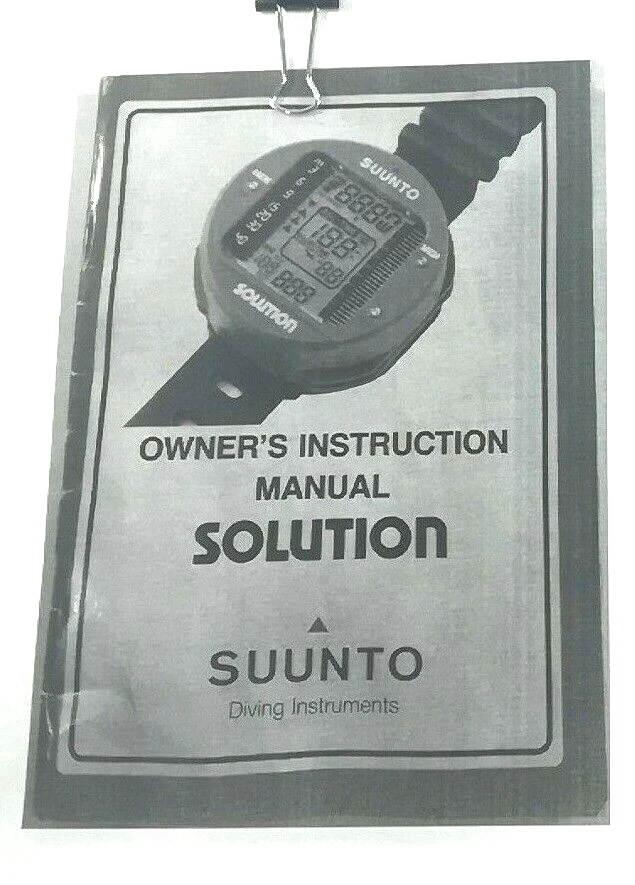 SUUNTO
SOLUTION
OWNER'S INSTRUCTION
MANUAL
SOLUTION
SUUNTO
Diving Instruments